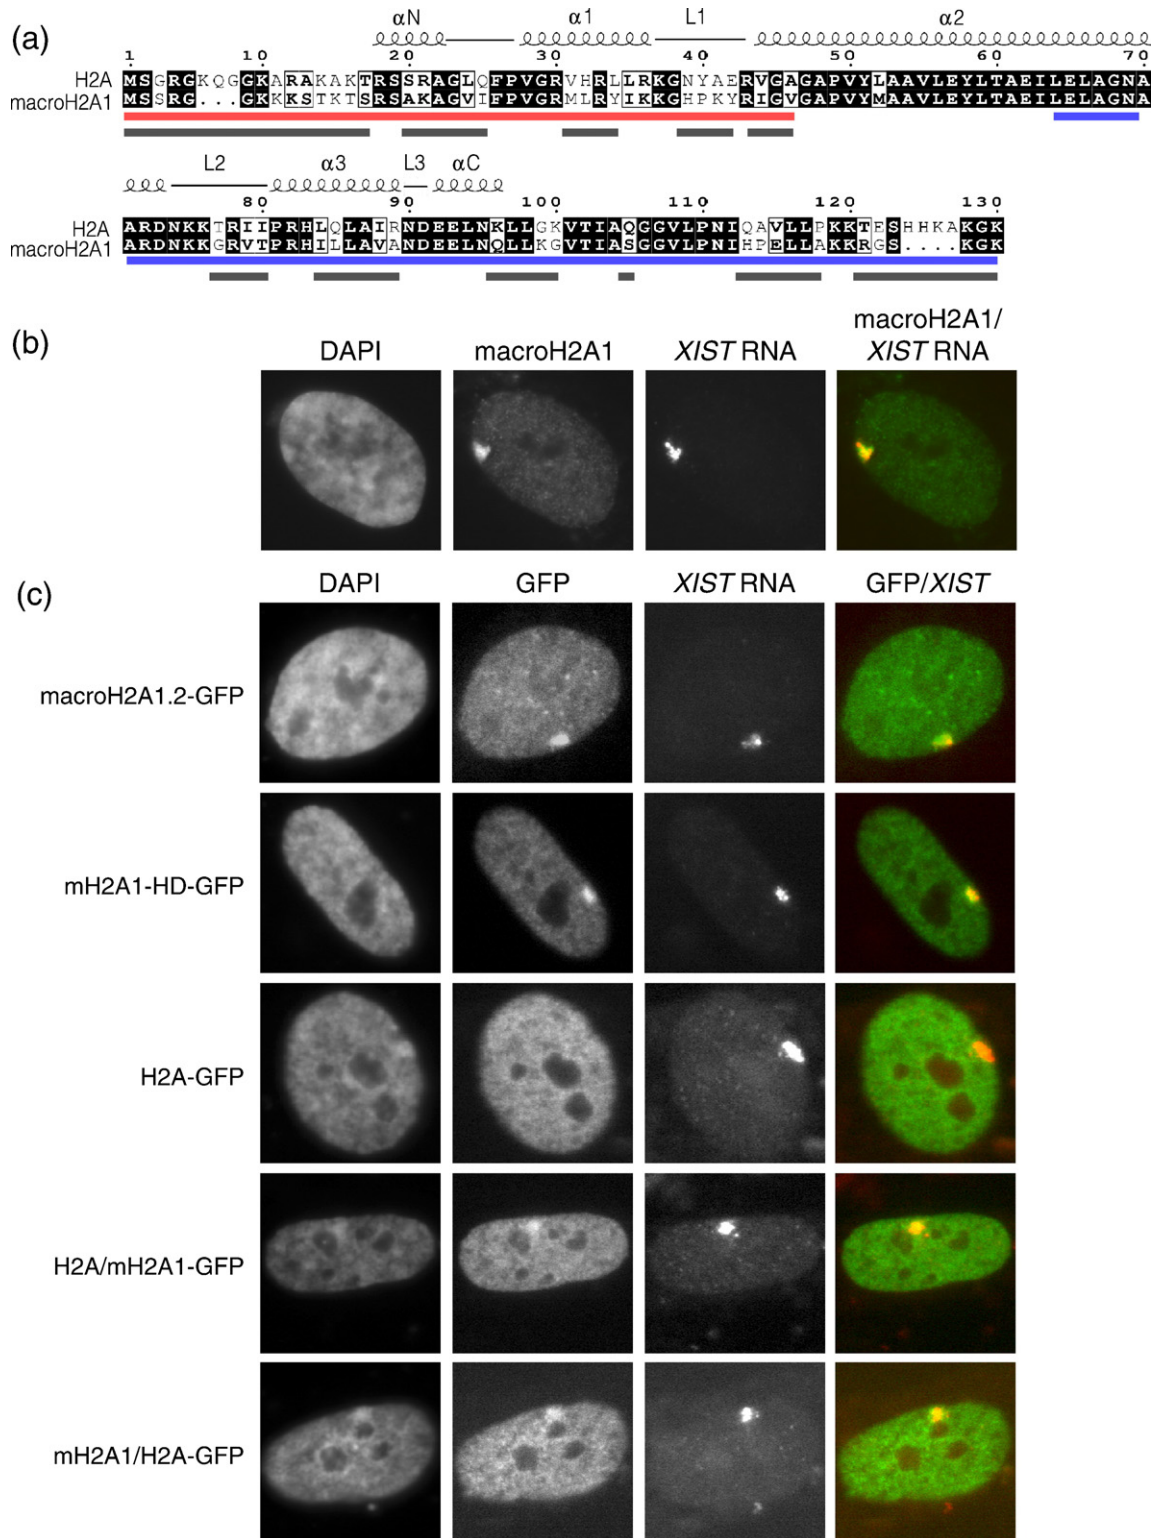 (a)
αN α1 L1 α2
1 10 20 30 40 50 60 70
H2A MSGRGKQGGKARAKAKTRSSRAGLQFPVGRVHRLLRKGNYAERVGAGAPVYLAAVLEYLTAEILELAGNA
macroH2A1 MSSRG...GKKKSTKTSRSAKAGVIFPVGRMLRYIKKGHPKYRIGVGAPVYMAAVLEYLTAEILELAGNA
L2 α3 L3 αC
80 90 100 110 120 130
H2A ARDNKKTRIIPRHLQLAIRNDEELNKLLGKVTIAQGGVLPNIQAVLLPKKTESHHKAKGK
macroH2A1 ARDNKKGRVTPRHILLAVANDEELNQLLKGVTIASGGVLPNIHPELLAKKRGS....KGK
(b)
DAPI macroH2A1 XIST RNA macroH2A1/
XIST RNA
(c)
DAPI GFP XIST RNA GFP/XIST
macroH2A1.2-GFP
mH2A1-HD-GFP
H2A-GFP
H2A/mH2A1-GFP
mH2A1/H2A-GFP